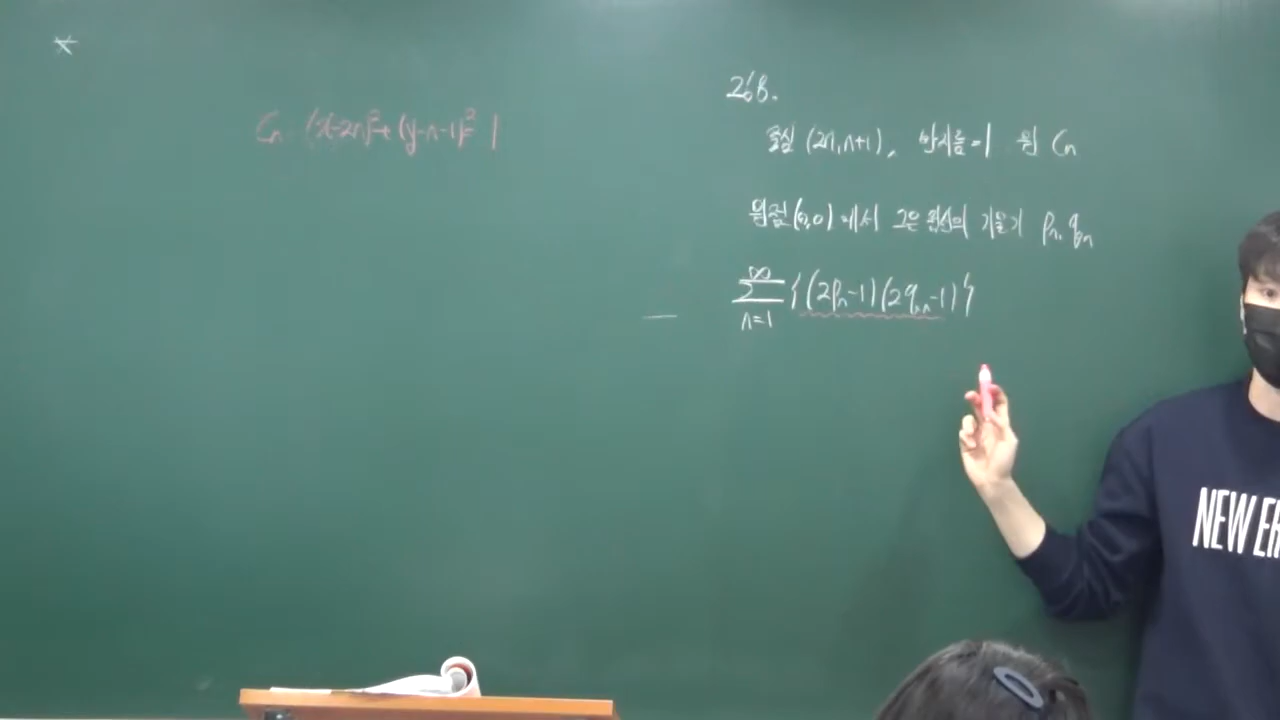 Cₙ (x-2n)²+(y-n-1)²=1
268.
중심 (2n, n+1), 반지름=1 원 Cₙ
원점(0,0)에서 그은 접선의 기울기 pₙ, qₙ
∞
Σ {(2pₙ-1)(2qₙ-1)}
n=1
NEW ER